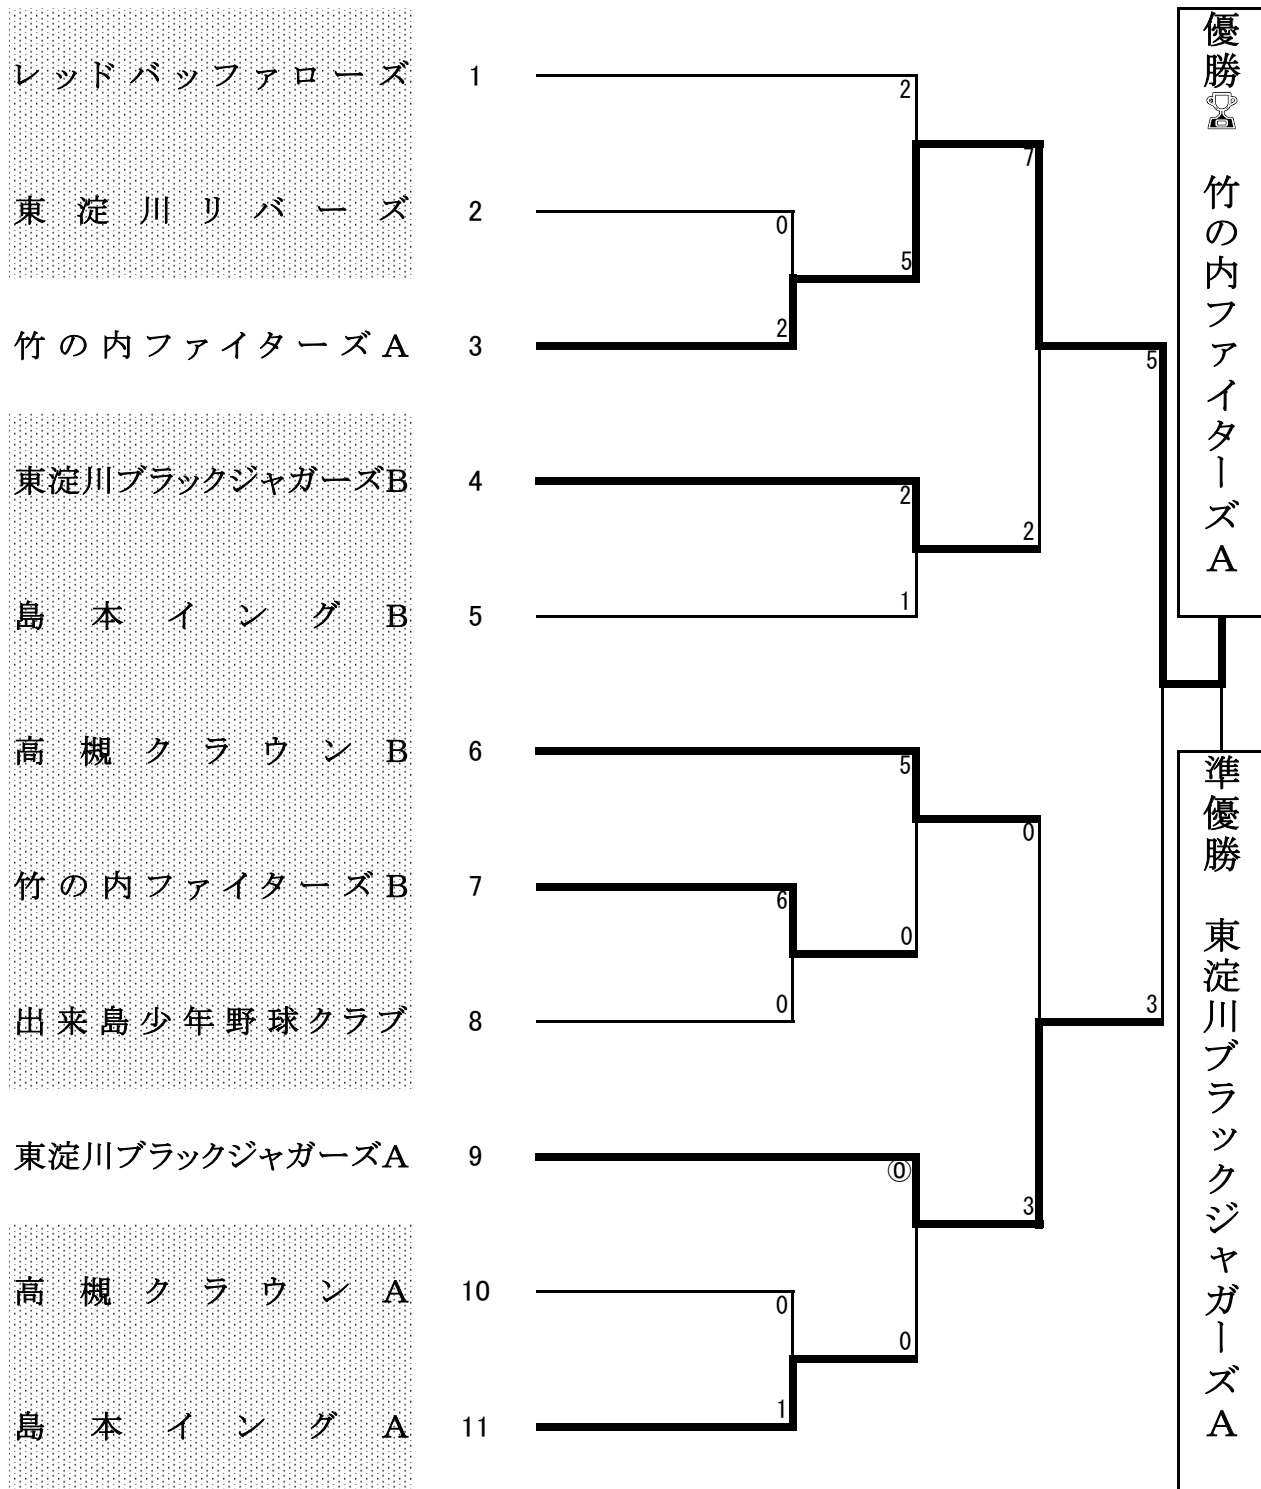 レッドバッファローズ 1
2
東淀川リバーズ 2
0
7
5
竹の内ファイターズA 3
2
5
東淀川ブラックジャガーズB 4
2
2
島本イングB 5
1
高槻クラウンB 6
5
0
竹の内ファイターズB 7
6
0
出来島少年野球クラブ 8
0
3
東淀川ブラックジャガーズA 9
⓪
3
高槻クラウンA 10
0
0
島本イングA 11
1
優勝🏆 竹の内ファイターズA
準優勝 東淀川ブラックジャガーズA